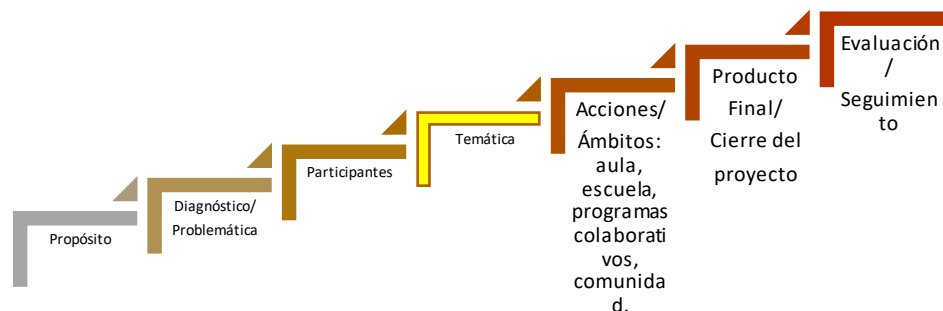 Propósito
Diagnóstico/
Problemática
Participantes
Temática
Acciones/
Ámbitos:
aula,
escuela,
programas
colaborati
vos,
comunida
d.
Producto
Final/
Cierre del
proyecto
Evaluación
/
Seguimien
to